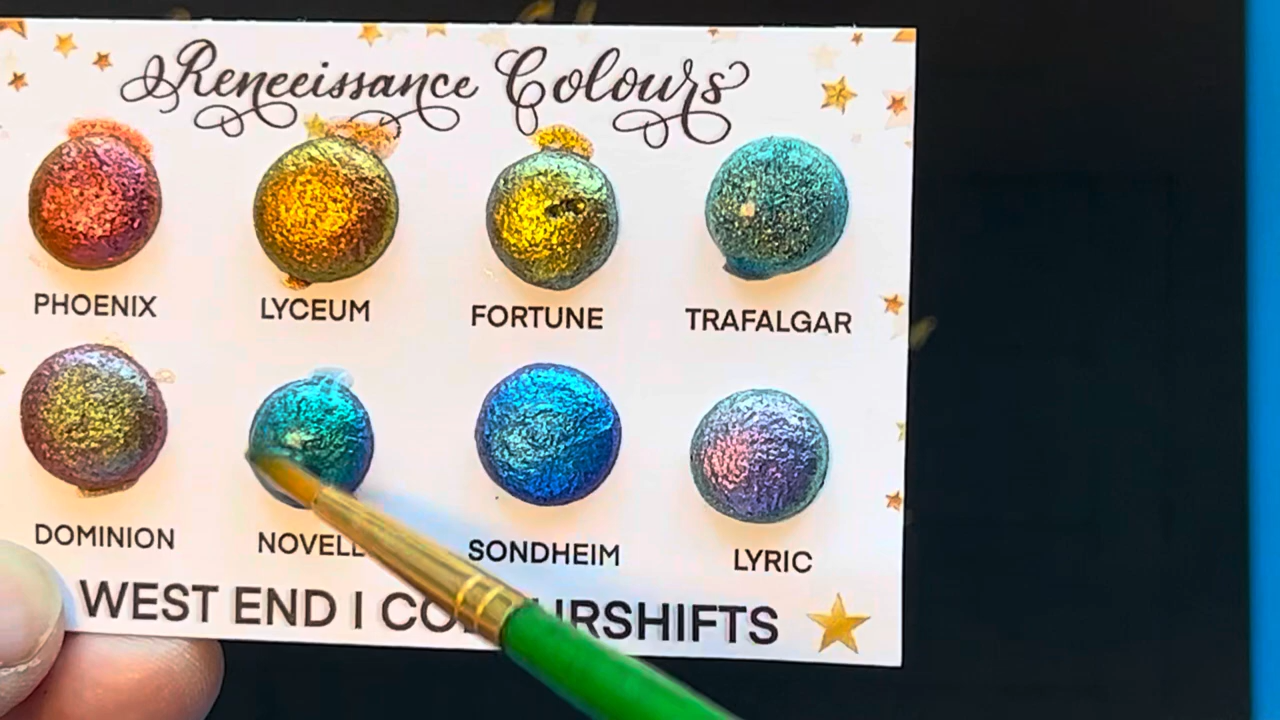 Reneeissance Colours
PHOENIX LYCEUM FORTUNE TRAFALGAR
DOMINION SONDHEIM LYRIC
WEST END I